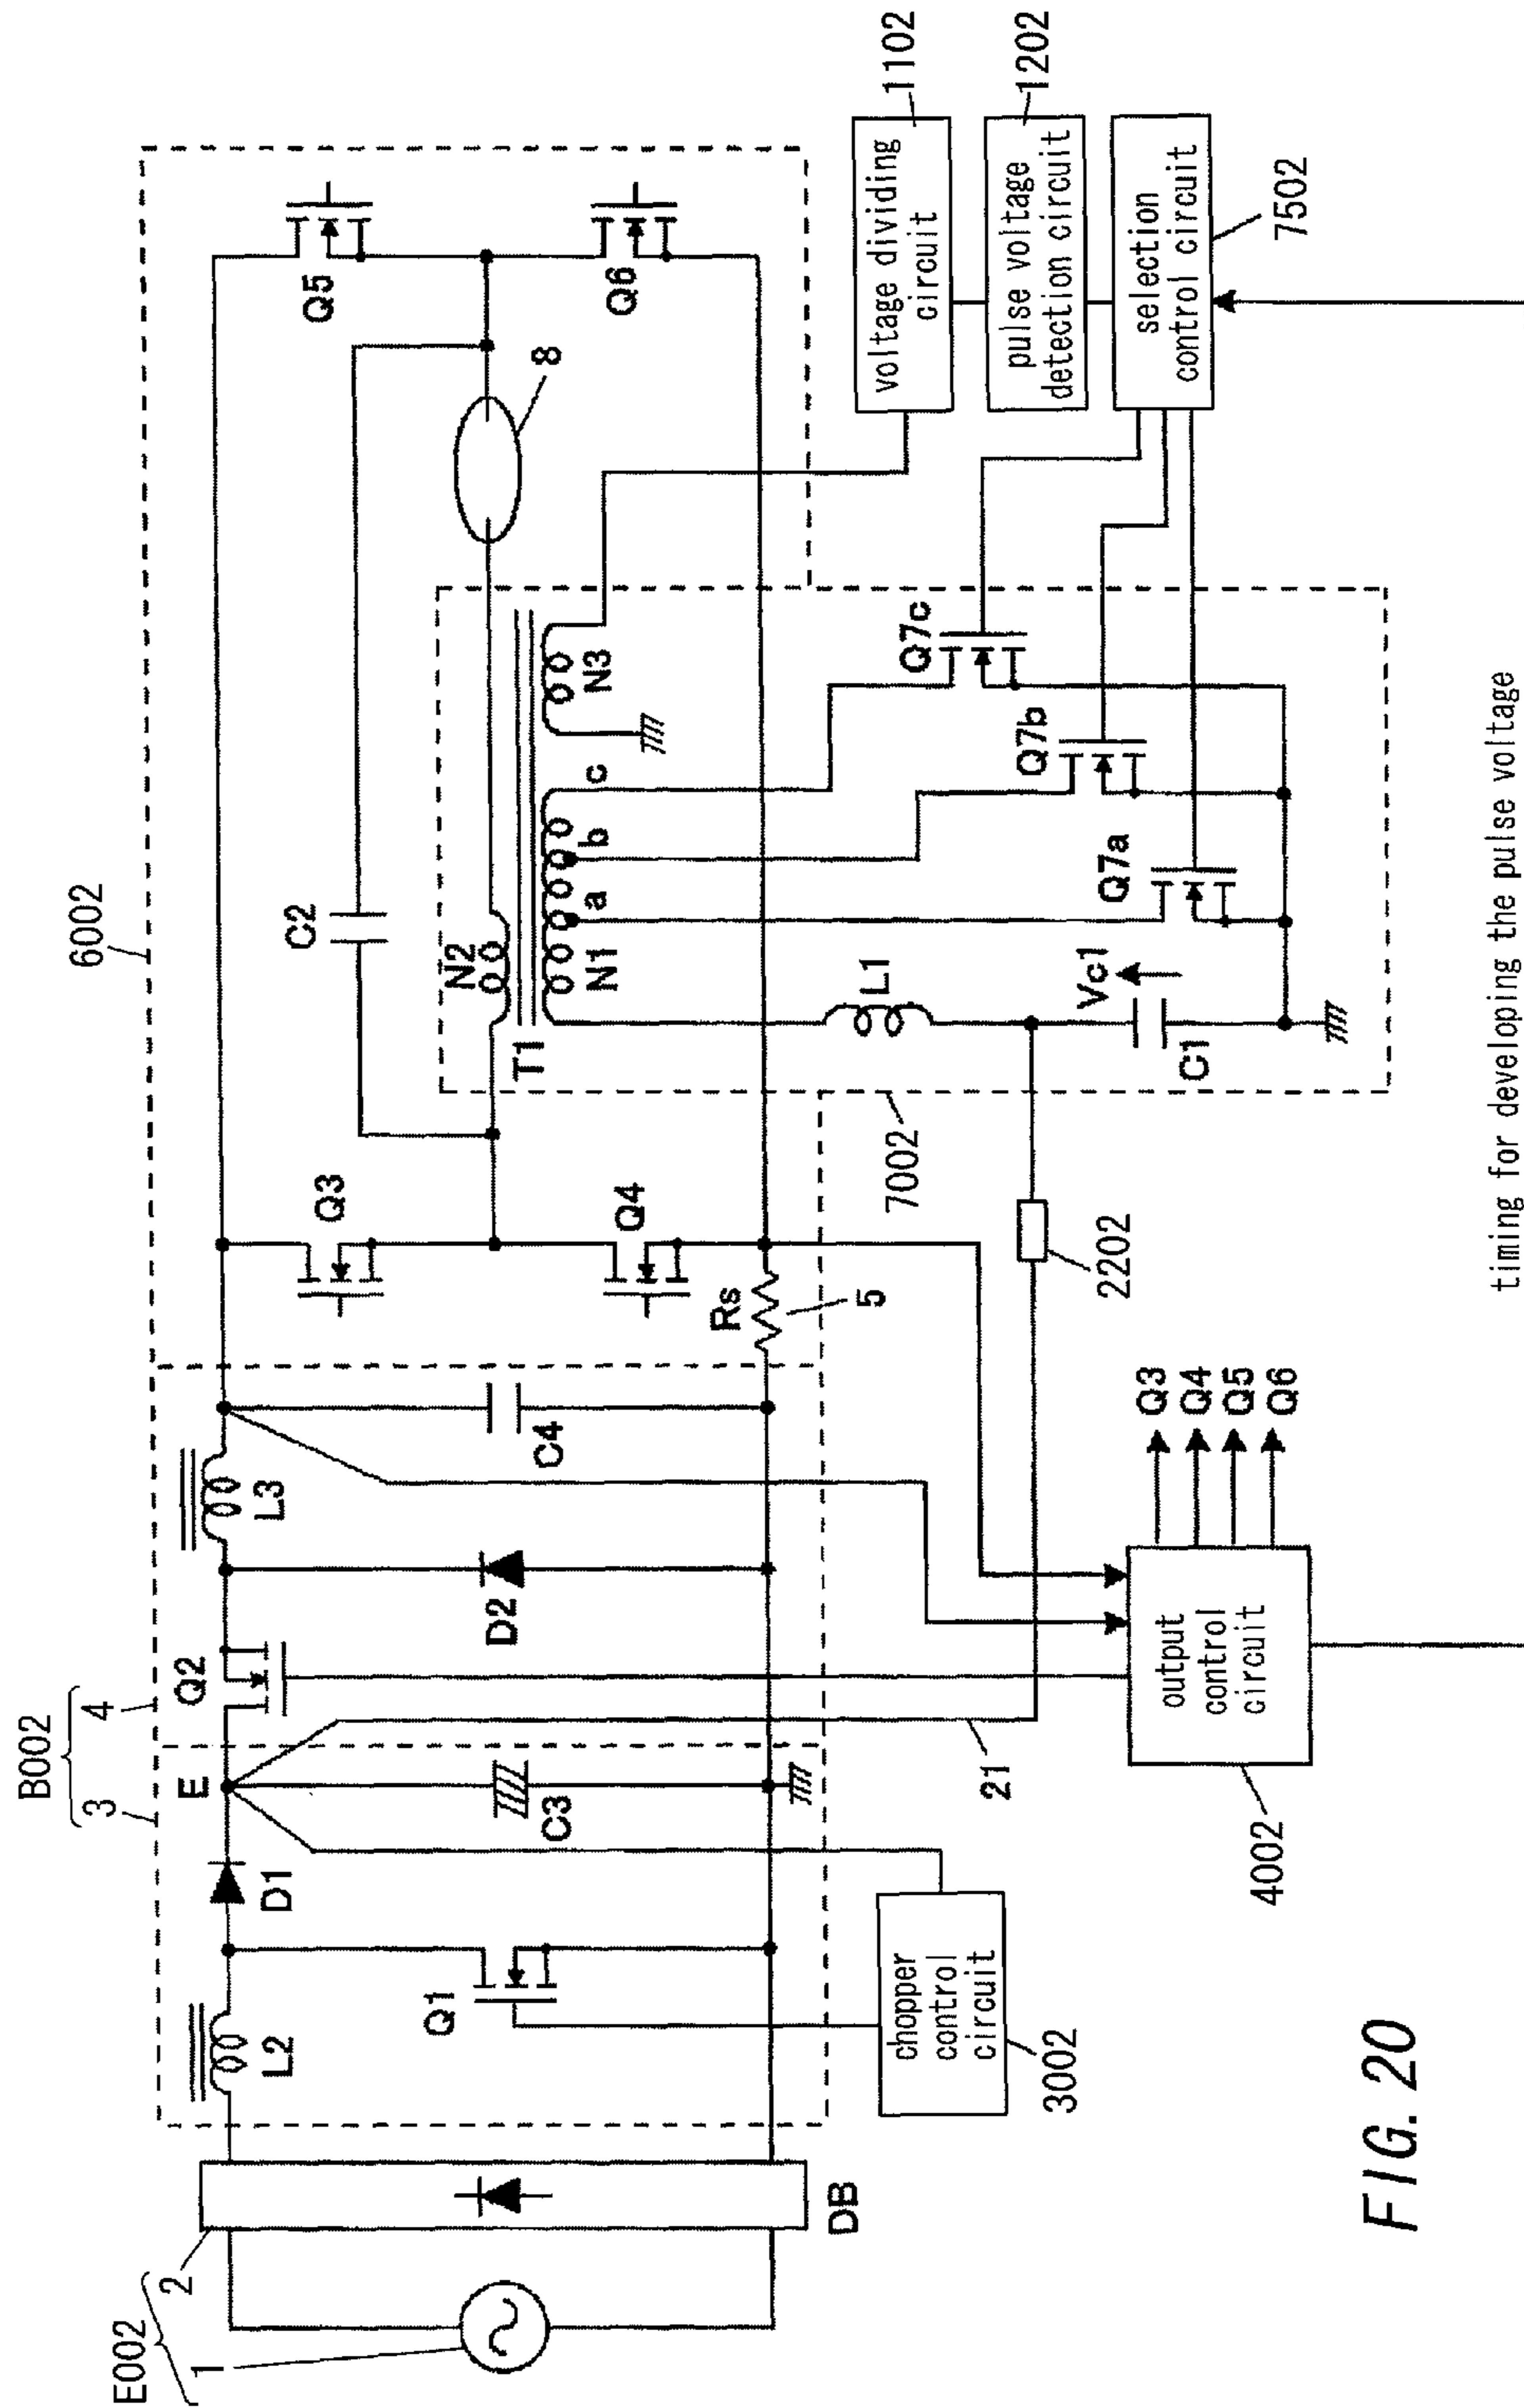 E002
1
2
DB
B002
3
4
L2
D1
Q1
E
C3
Q2
D2
L3
C4
Rs
5
Q3
Q4
6002
C2
8
Q5
Q6
T1
N2
N1
a
b
c
N3
L1
Vc1
C1
Q7a
Q7b
Q7c
7002
2202
21
chopper
control
circuit
3002
output
control
circuit
4002
Q3
Q4
Q5
Q6
voltage dividing
circuit
1102
pulse voltage
detection circuit
1202
selection
control circuit
7502
timing for developing the pulse voltage
FIG. 20